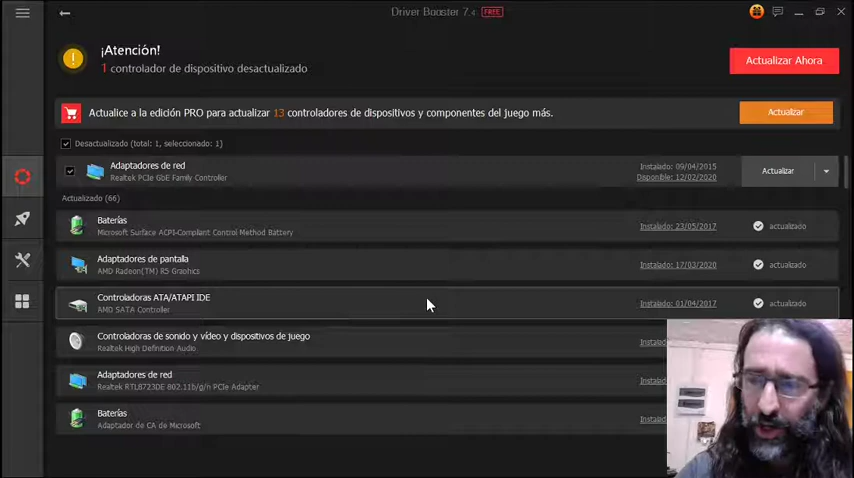 Driver Booster 7.4 FREE
¡Atención!
1 controlador de dispositivo desactualizado
Actualizar Ahora
Actualice a la edición PRO para actualizar 13 controladores de dispositivos y componentes del juego más.
Actualizar
Desactualizado (total: 1, seleccionado: 1)
Adaptadores de red
Realtek PCIe GbE Family Controller
Instalado: 09/04/2015
Disponible: 12/02/2020
Actualizar
Actualizado (66)
Baterías
Microsoft Surface ACPI-Compliant Control Method Battery
Instalado: 23/05/2017
actualizado
Adaptadores de pantalla
AMD Radeon(TM) R5 Graphics
Instalado: 17/03/2020
actualizado
Controladoras ATA/ATAPI IDE
AMD SATA Controller
Instalado: 01/04/2017
actualizado
Controladoras de sonido y vídeo y dispositivos de juego
Realtek High Definition Audio
Adaptadores de red
Realtek RTL8723DE 802.11b/g/n PCIe Adapter
Baterías
Adaptador de CA de Microsoft